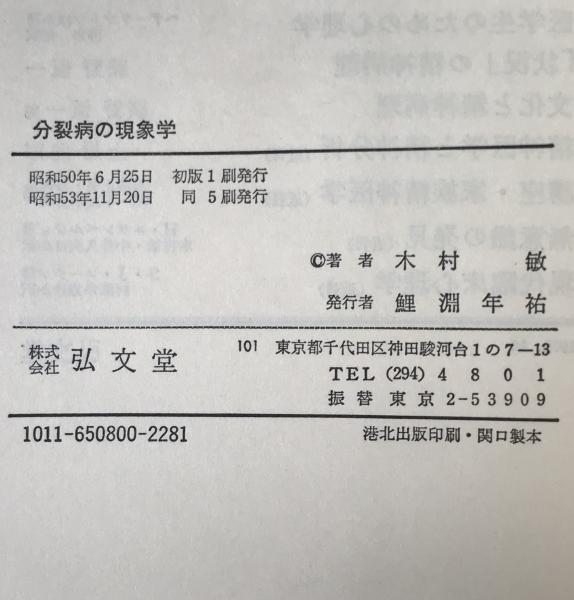 分裂病の現象学
昭和50年6月25日 初版1刷発行
昭和53年11月20日 同 5刷発行
©著者 木村 敏
発行者 鯉淵年祐
株式会社 弘文堂
101 東京都千代田区神田駿河台1の7―13
TEL (294) 4801
振替 東京 2-53909
1011-650800-2281
港北出版印刷・関口製本